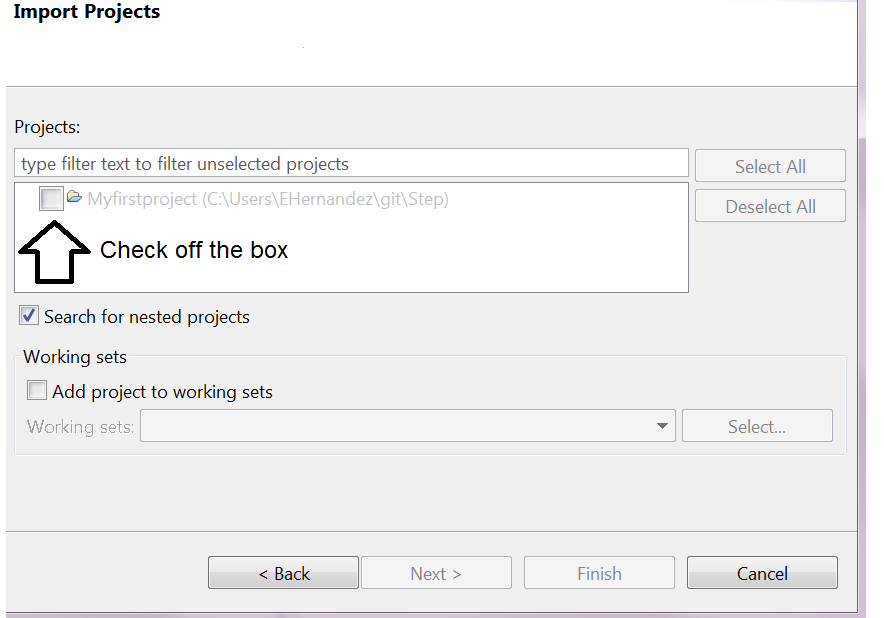 Import Projects
Projects:
type filter text to filter unselected projects
Select All
Myfirstproject (C:\Users\EHernandez\git\Step)
Deselect All
Check off the box
Search for nested projects
Working sets
Add project to working sets
Working sets:
Select...
< Back
Next >
Finish
Cancel